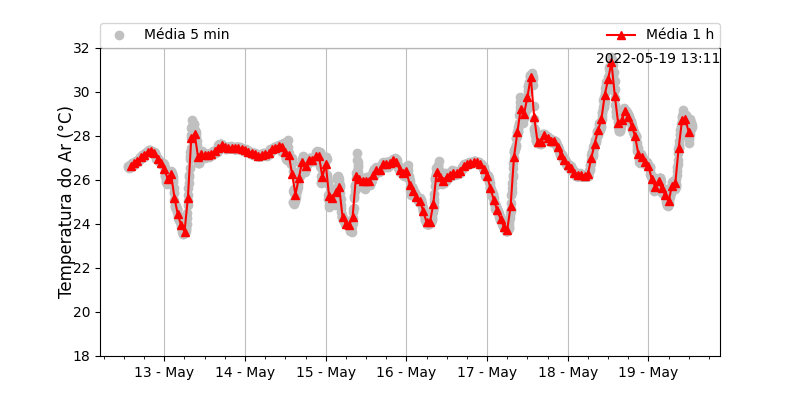 Média 5 min
Média 1 h
2022-05-19 13:11
Temperatura do Ar (°C)
32
30
28
26
24
22
20
18
13 - May
14 - May
15 - May
16 - May
17 - May
18 - May
19 - May